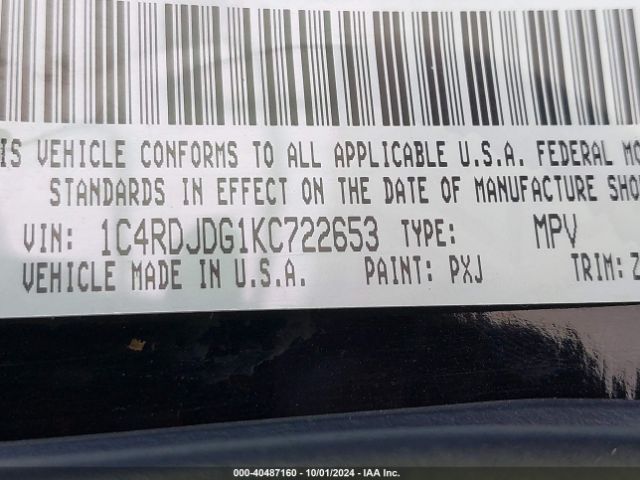 IS VEHICLE CONFORMS TO ALL APPLICABLE U.S.A. FEDERAL MO
STANDARDS IN EFFECT ON THE DATE OF MANUFACTURE SHO
VIN: 1C4RDJDG1KC722653 TYPE: MPV
VEHICLE MADE IN U.S.A. PAINT: PXJ TRIM: Z
000-40487160 - 10/01/2024 - IAA Inc.